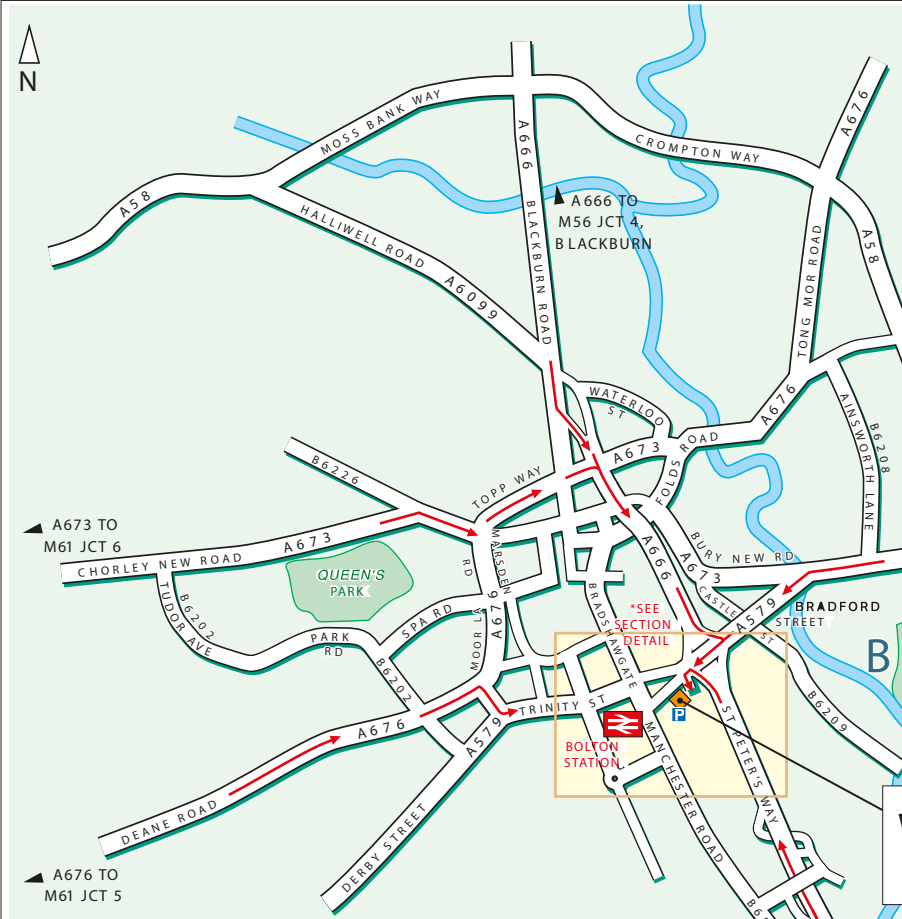 N
MOSS BANK WAY
A676
A666
CROMPTON WAY
A58
A666 TO
M56 JCT 4,
BLACKBURN
HALLIWELL ROAD
BLACKBURN ROAD
A58
TONG MOR ROAD
A6099
WATERLOO
ST
A676
AINSWORTH LANE
B6208
A673
FOLDS ROAD
B6226
TOPP WAY
A673 TO
M61 JCT 6
A673
CHORLEY NEW ROAD
MARSDEN
RD
A666
BURY NEW RD
A673
QUEEN'S
PARK
CASTLE ST
A579
BRADFORD
STREET
TUDOR AVE
B6202
SPA RD
A679
BRADSHAWGATE
*SEE
SECTION
DETAIL
PARK
RD
MOOR LA
B
B6202
B6209
TRINITY ST
ST PETER'S WAY
P
A676
A579
BOLTON
STATION
MANCHESTER ROAD
DEANE ROAD
DERBY STREET
A676 TO
M61 JCT 5